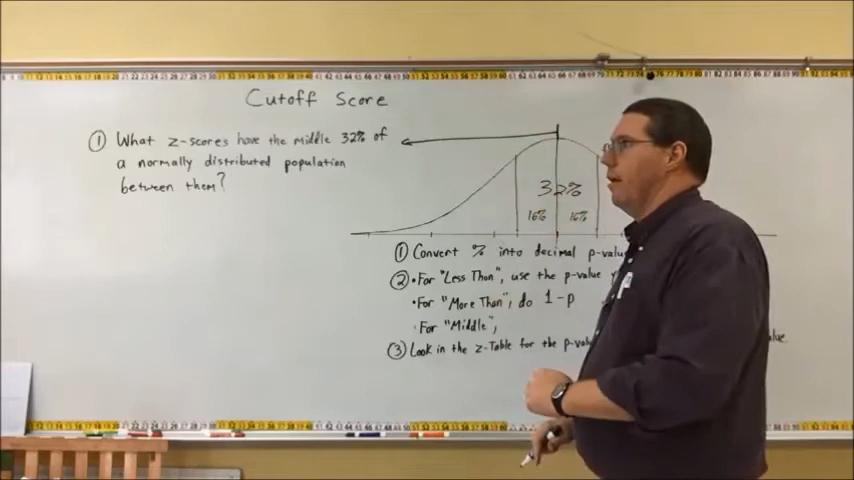 Cutoff Score
① What z-scores have the middle 32% of
a normally distributed population
between them?
32%
16% 16%
① Convert % into decimal p-valu
② • For "Less Than", use the p-value
• For "More Than", do 1-p
• For "Middle",
③ Look in the z-Table for the p-val
lue.